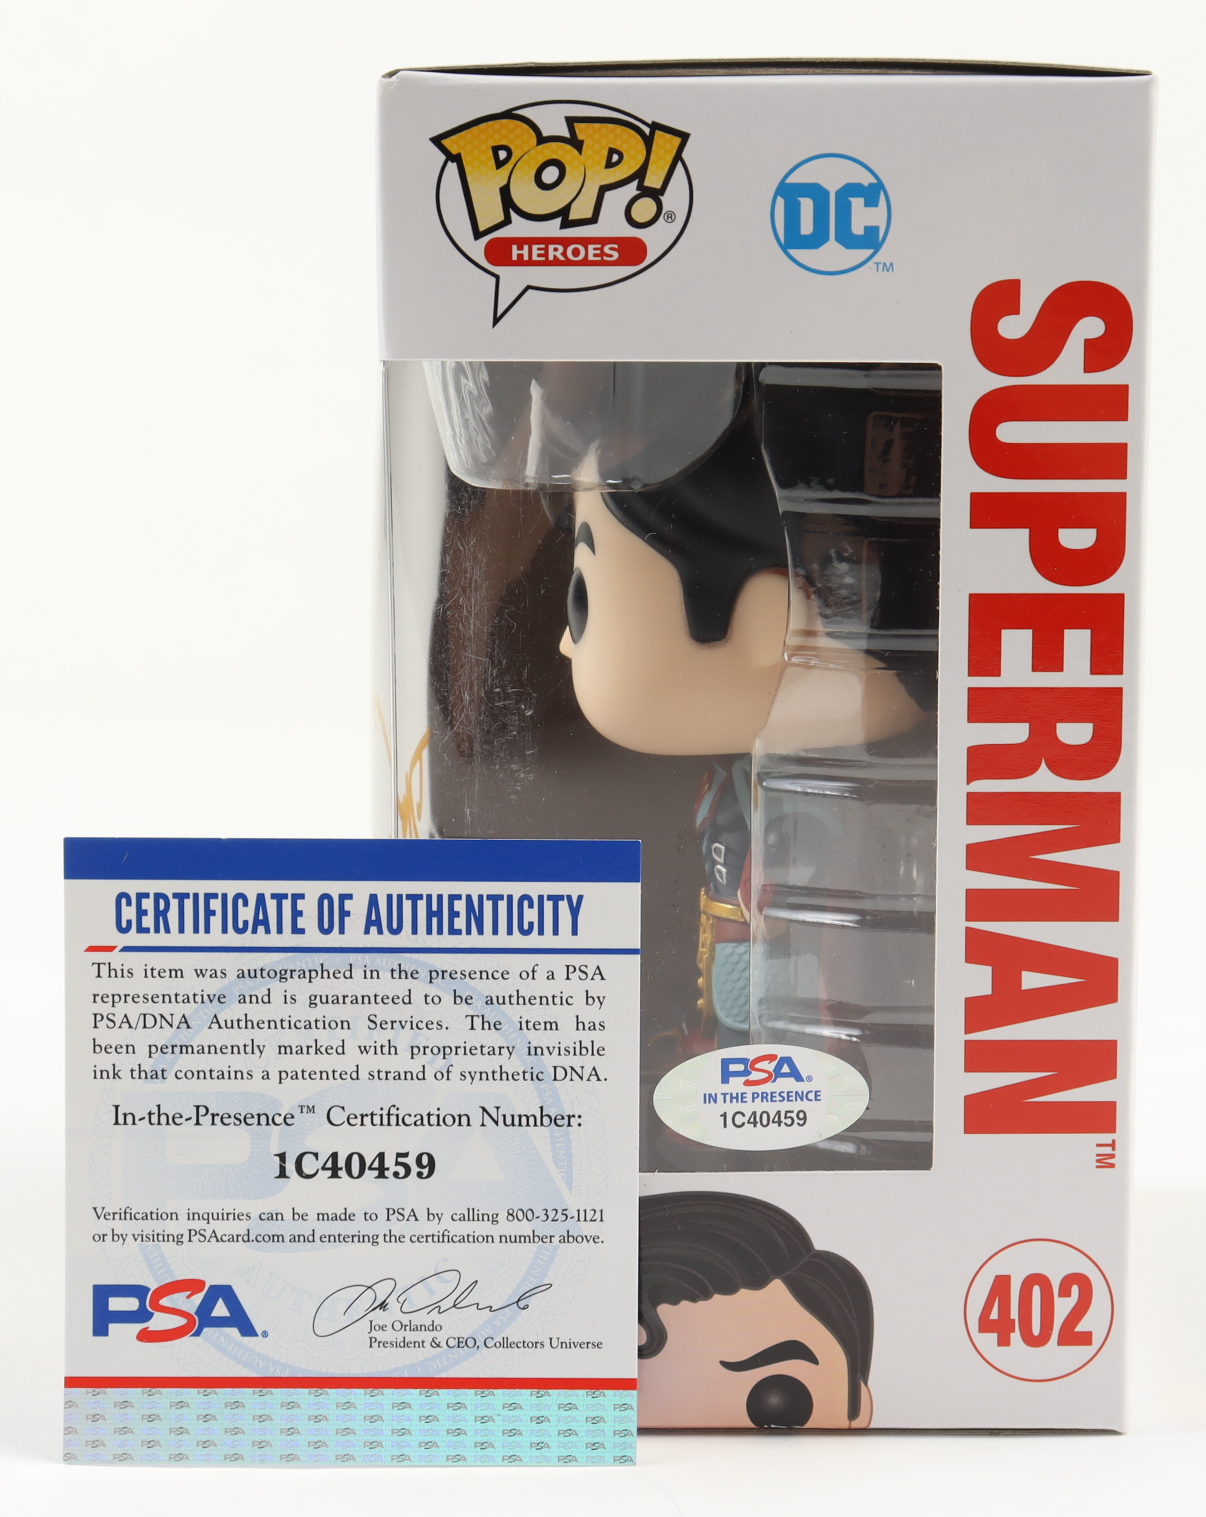 POP!®
HEROES
DC™
SUPERMAN™
CERTIFICATE OF AUTHENTICITY
This item was autographed in the presence of a PSA
representative and is guaranteed to be authentic by
PSA/DNA Authentication Services. The item has
been permanently marked with proprietary invisible
ink that contains a patented strand of synthetic DNA.
In-the-Presence™ Certification Number:
1C40459
Verification inquiries can be made to PSA by calling 800-325-1121
or by visiting PSAcard.com and entering the certification number above.
PSA®
Joe Orlando
President & CEO, Collectors Universe
PSA®
IN THE PRESENCE
1C40459
402